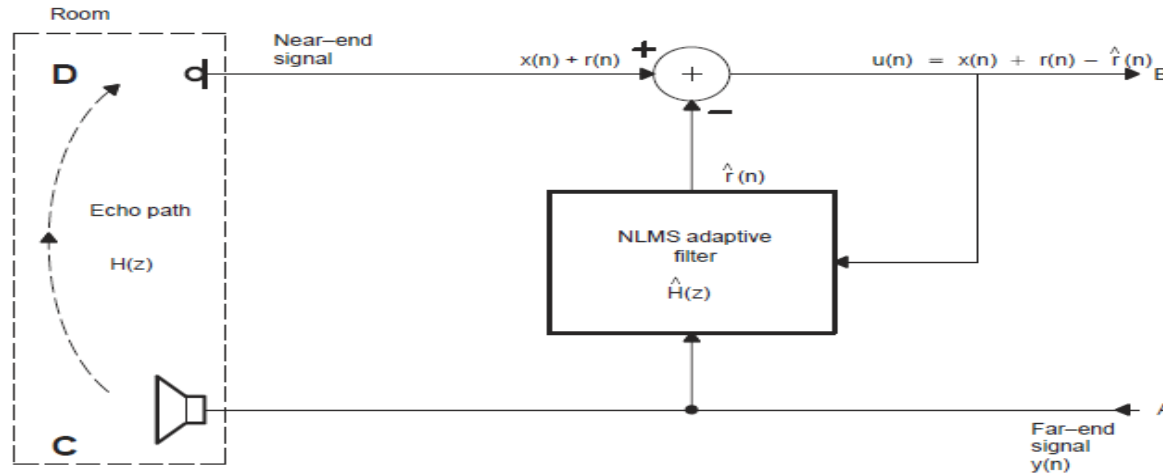 Room
D
Near–end
signal
x(n) + r(n)
+
+
–
u(n) = x(n) + r(n) – r̂(n)
r̂(n)
Echo path
H(z)
NLMS adaptive
filter
Ĥ(z)
C
Far–end
signal
y(n)